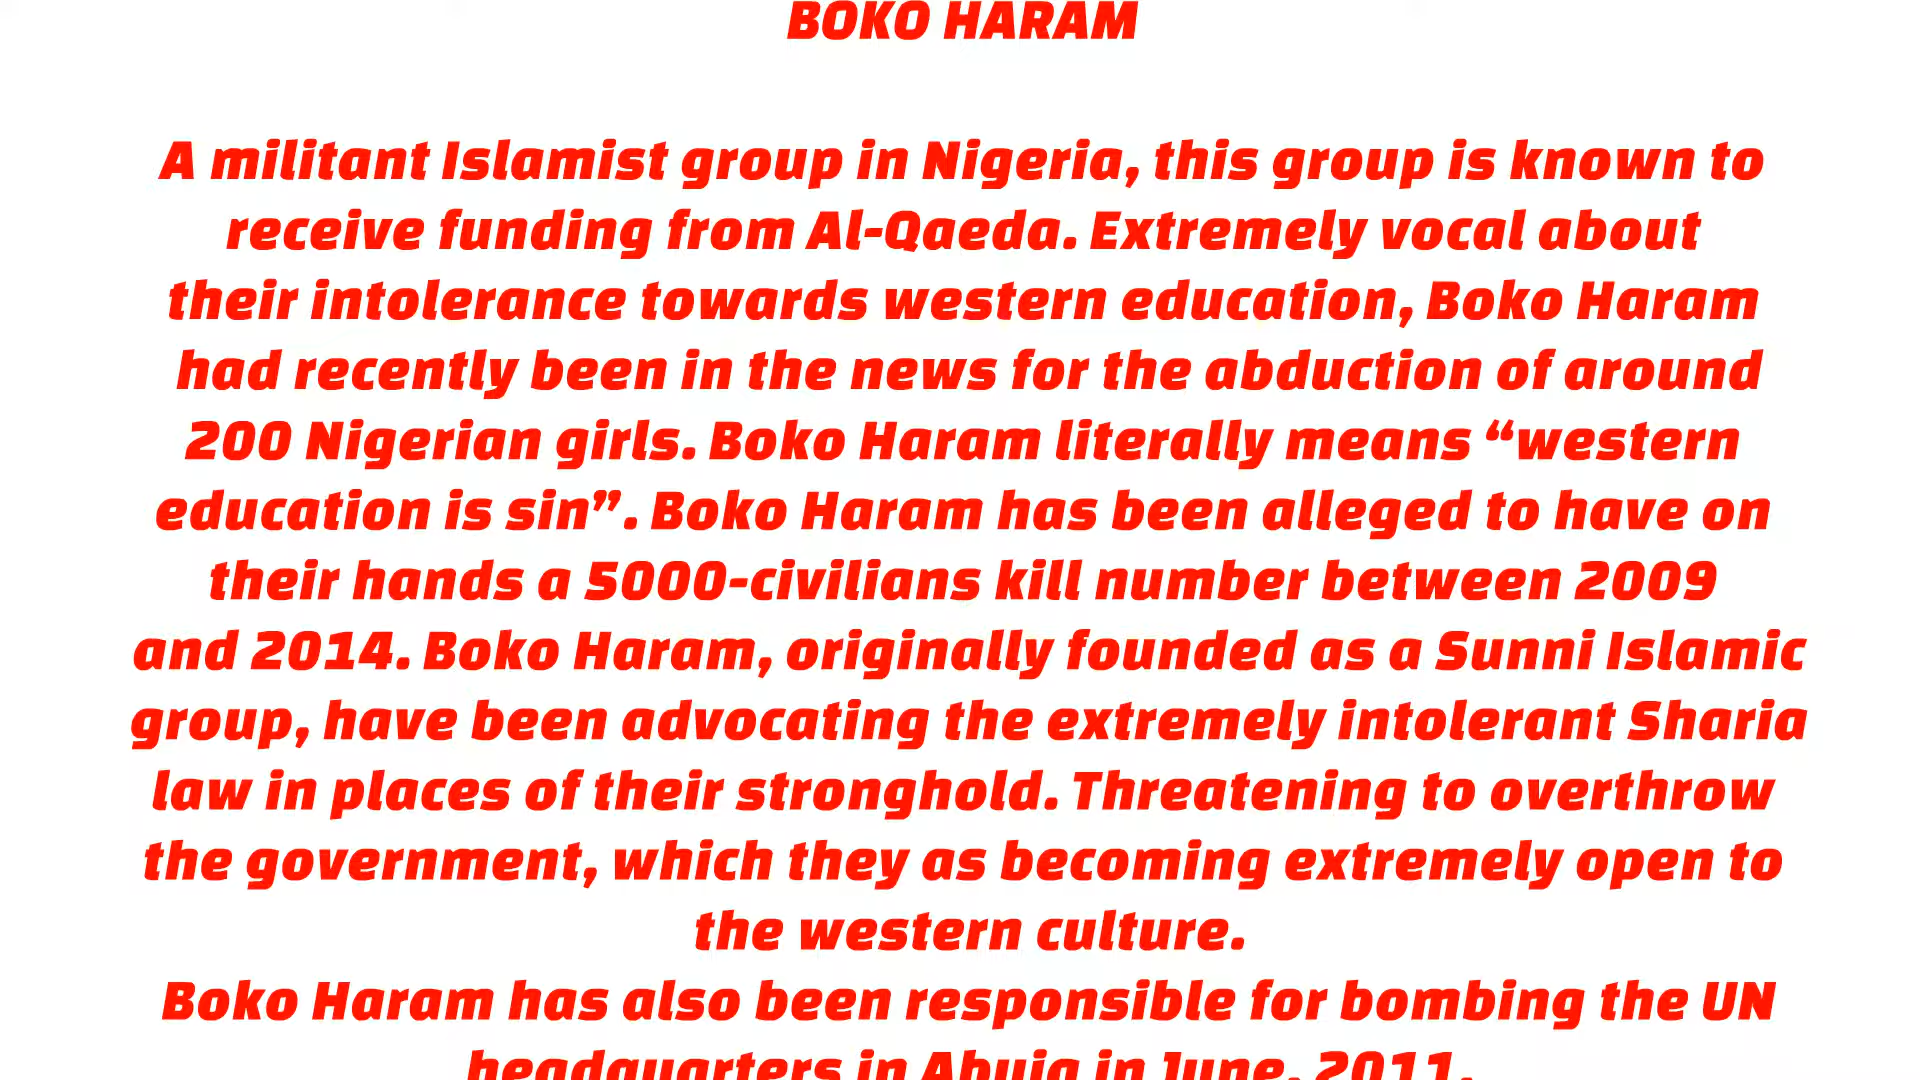 BOKO HARAM
A militant Islamist group in Nigeria, this group is known to
receive funding from Al-Qaeda. Extremely vocal about
their intolerance towards western education, Boko Haram
had recently been in the news for the abduction of around
200 Nigerian girls. Boko Haram literally means “western
education is sin”. Boko Haram has been alleged to have on
their hands a 5000-civilians kill number between 2009
and 2014. Boko Haram, originally founded as a Sunni Islamic
group, have been advocating the extremely intolerant Sharia
law in places of their stronghold. Threatening to overthrow
the government, which they as becoming extremely open to
the western culture.
Boko Haram has also been responsible for bombing the UN
headquarters in Abuja in June, 2011.